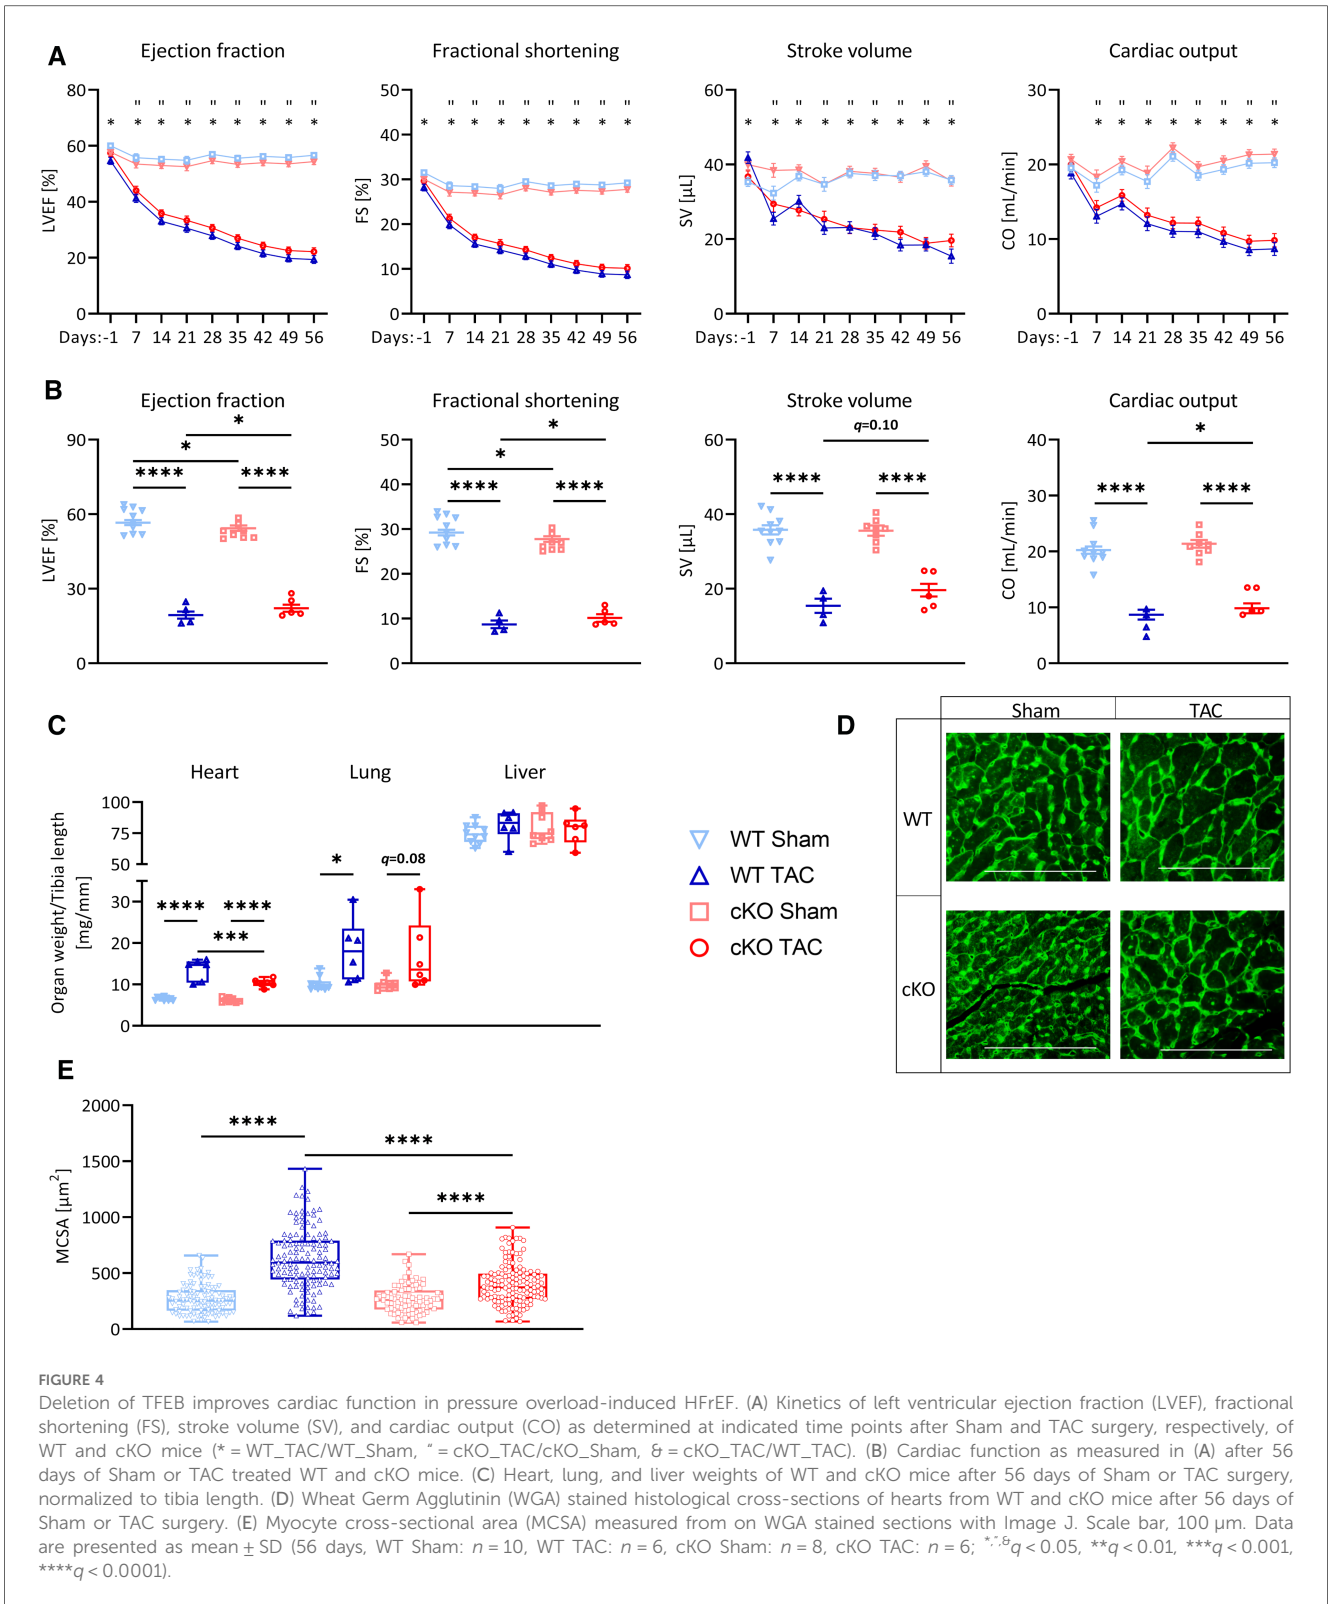 A
Ejection fraction
Fractional shortening
Stroke volume
Cardiac output
80
60
40
20
0
LVEF [%]
" " " " " " " "
* * * * * * * * *
Days: -1 7 14 21 28 35 42 49 56
50
40
30
20
10
0
FS [%]
" " " " " " " "
* * * * * * * * *
Days: -1 7 14 21 28 35 42 49 56
60
40
20
0
SV [µL]
" " " " " " " "
* * * * * * * * *
Days: -1 7 14 21 28 35 42 49 56
30
20
10
0
CO [mL/min]
" " " " " " " "
* * * * * * * *
Days: -1 7 14 21 28 35 42 49 56
B
Ejection fraction
Fractional shortening
Stroke volume
Cardiac output
90
60
30
0
LVEF [%]
*
*
**** ****
50
40
30
20
10
0
FS [%]
*
*
**** ****
60
40
20
0
SV [µL]
q=0.10
**** ****
40
30
20
10
0
CO [mL/min]
*
**** ****
C
Heart
Lung
Liver
Organ weight/Tibia length
[mg/mm]
100
75
50
30
20
10
0
**** ****
***
*
q=0.08
WT Sham
WT TAC
cKO Sham
cKO TAC
D
Sham
TAC
WT
cKO
E
MCSA [µm²]
2000
1500
1000
500
0
****
****
****
FIGURE 4
Deletion of TFEB improves cardiac function in pressure overload-induced HFrEF. (A) Kinetics of left ventricular ejection fraction (LVEF), fractional
shortening (FS), stroke volume (SV), and cardiac output (CO) as determined at indicated time points after Sham and TAC surgery, respectively, of
WT and cKO mice (* = WT_TAC/WT_Sham, “ = cKO_TAC/cKO_Sham, & = cKO_TAC/WT_TAC). (B) Cardiac function as measured in (A) after 56
days of Sham or TAC treated WT and cKO mice. (C) Heart, lung, and liver weights of WT and cKO mice after 56 days of Sham or TAC surgery,
normalized to tibia length. (D) Wheat Germ Agglutinin (WGA) stained histological cross-sections of hearts from WT and cKO mice after 56 days of
Sham or TAC surgery. (E) Myocyte cross-sectional area (MCSA) measured from on WGA stained sections with Image J. Scale bar, 100 µm. Data
are presented as mean ± SD (56 days, WT Sham: n = 10, WT TAC: n = 6, cKO Sham: n = 8, cKO TAC: n = 6; *,“,&q < 0.05, **q < 0.01, ***q < 0.001,
****q < 0.0001).